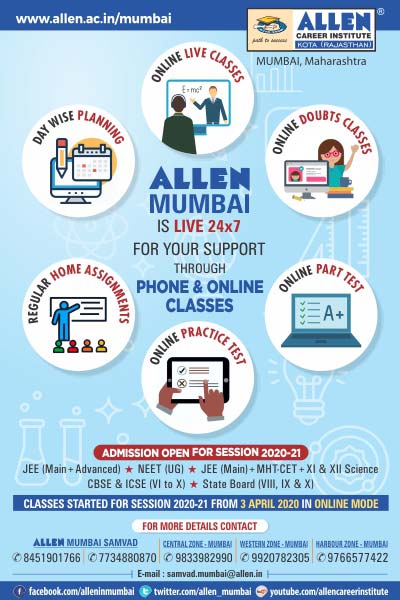 www.allen.ac.in/mumbai
ALLEN®
CAREER INSTITUTE
KOTA (RAJASTHAN)
path to success
MUMBAI, Maharashtra
ONLINE LIVE CLASSES
E=mc²
DAY WISE PLANNING
ONLINE DOUBTS CLASSES
ALLEN
MUMBAI
IS LIVE 24x7
FOR YOUR SUPPORT
THROUGH
PHONE & ONLINE
CLASSES
REGULAR HOME ASSIGNMENTS
ONLINE PART TEST
A+
ONLINE PRACTICE TEST
ADMISSION OPEN FOR SESSION 2020-21
JEE (Main + Advanced) ★ NEET (UG) ★ JEE (Main) + MHT-CET + XI & XII Science
CBSE & ICSE (VI to X) ★ State Board (VIII, IX & X)
CLASSES STARTED FOR SESSION 2020-21 FROM 3 APRIL 2020 IN ONLINE MODE
FOR MORE DETAILS CONTACT
ALLEN MUMBAI SAMVAD
✆ 8451901766 ✆ 7734880870
CENTRAL ZONE - MUMBAI
✆ 9833982990
WESTERN ZONE - MUMBAI
✆ 9920782305
HARBOUR ZONE - MUMBAI
✆ 9766577422
E-mail : samvad.mumbai@allen.in
facebook.com/alleninmumbai twitter.com/allen_mumbai youtube.com/allencareerinstitute